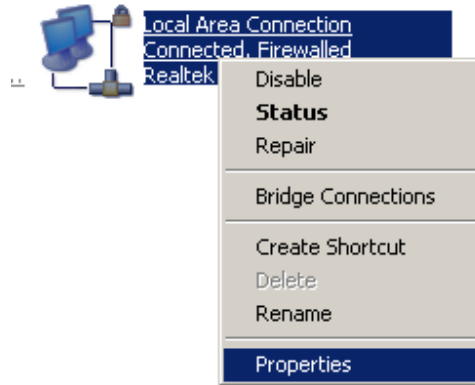 Local Area Connection
Connected, Firewalled
Realtek
Disable
Status
Repair
Bridge Connections
Create Shortcut
Delete
Rename
Properties